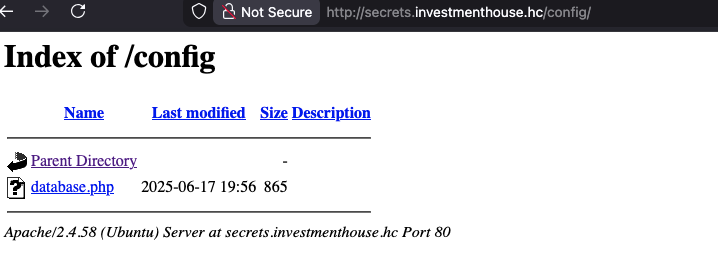 Not Secure http://secrets.investmenthouse.hc/config/
Index of /config
Name Last modified Size Description
Parent Directory -
database.php 2025-06-17 19:56 865
Apache/2.4.58 (Ubuntu) Server at secrets.investmenthouse.hc Port 80